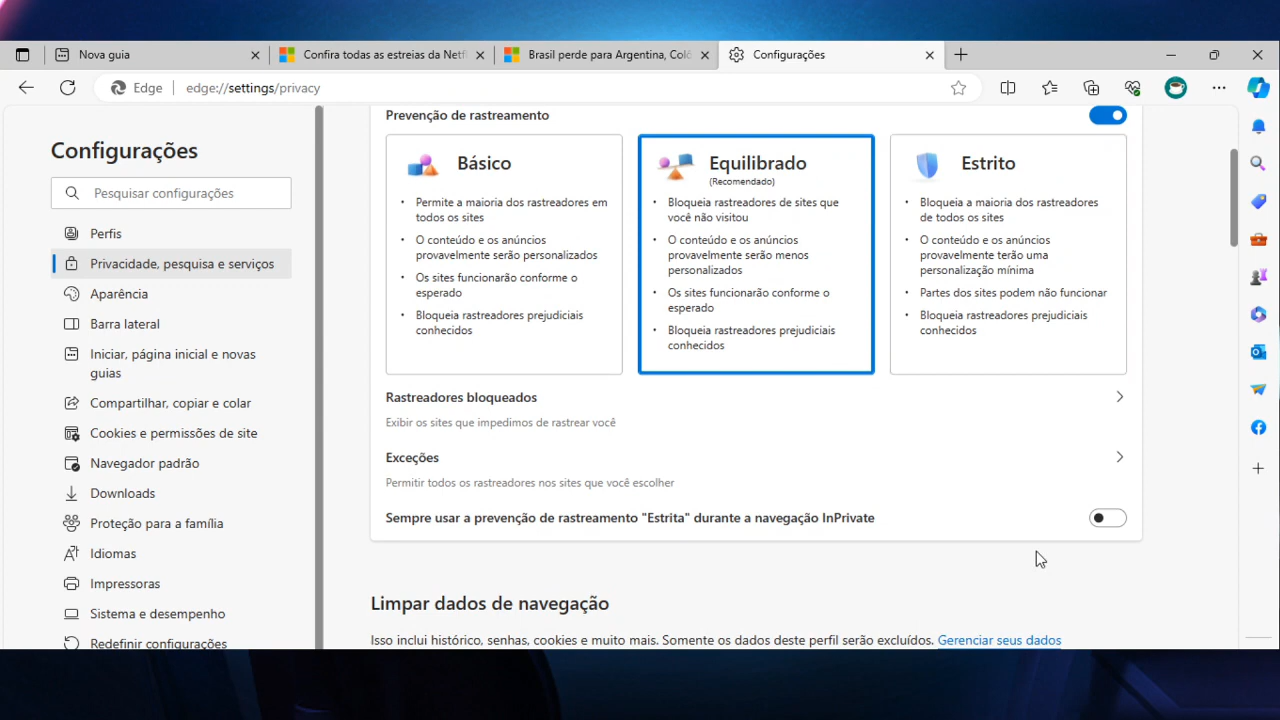 Nova guia
Confira todas as estreias da Netfl
Brasil perde para Argentina, Colô
Configurações
Edge
edge://settings/privacy
Configurações
Pesquisar configurações
Perfis
Privacidade, pesquisa e serviços
Aparência
Barra lateral
Iniciar, página inicial e novas
guias
Compartilhar, copiar e colar
Cookies e permissões de site
Navegador padrão
Downloads
Proteção para a família
Idiomas
Impressoras
Sistema e desempenho
Redefinir configurações
Prevenção de rastreamento
Básico
• Permite a maioria dos rastreadores em
todos os sites
• O conteúdo e os anúncios
provavelmente serão personalizados
• Os sites funcionarão conforme o
esperado
• Bloqueia rastreadores prejudiciais
conhecidos
Equilibrado
(Recomendado)
• Bloqueia rastreadores de sites que
você não visitou
• O conteúdo e os anúncios
provavelmente serão menos
personalizados
• Os sites funcionarão conforme o
esperado
• Bloqueia rastreadores prejudiciais
conhecidos
Estrito
• Bloqueia a maioria dos rastreadores
de todos os sites
• O conteúdo e os anúncios
provavelmente terão uma
personalização mínima
• Partes dos sites podem não funcionar
• Bloqueia rastreadores prejudiciais
conhecidos
Rastreadores bloqueados
Exibir os sites que impedimos de rastrear você
Exceções
Permitir todos os rastreadores nos sites que você escolher
Sempre usar a prevenção de rastreamento "Estrita" durante a navegação InPrivate
Limpar dados de navegação
Isso inclui histórico, senhas, cookies e muito mais. Somente os dados deste perfil serão excluídos. Gerenciar seus dados